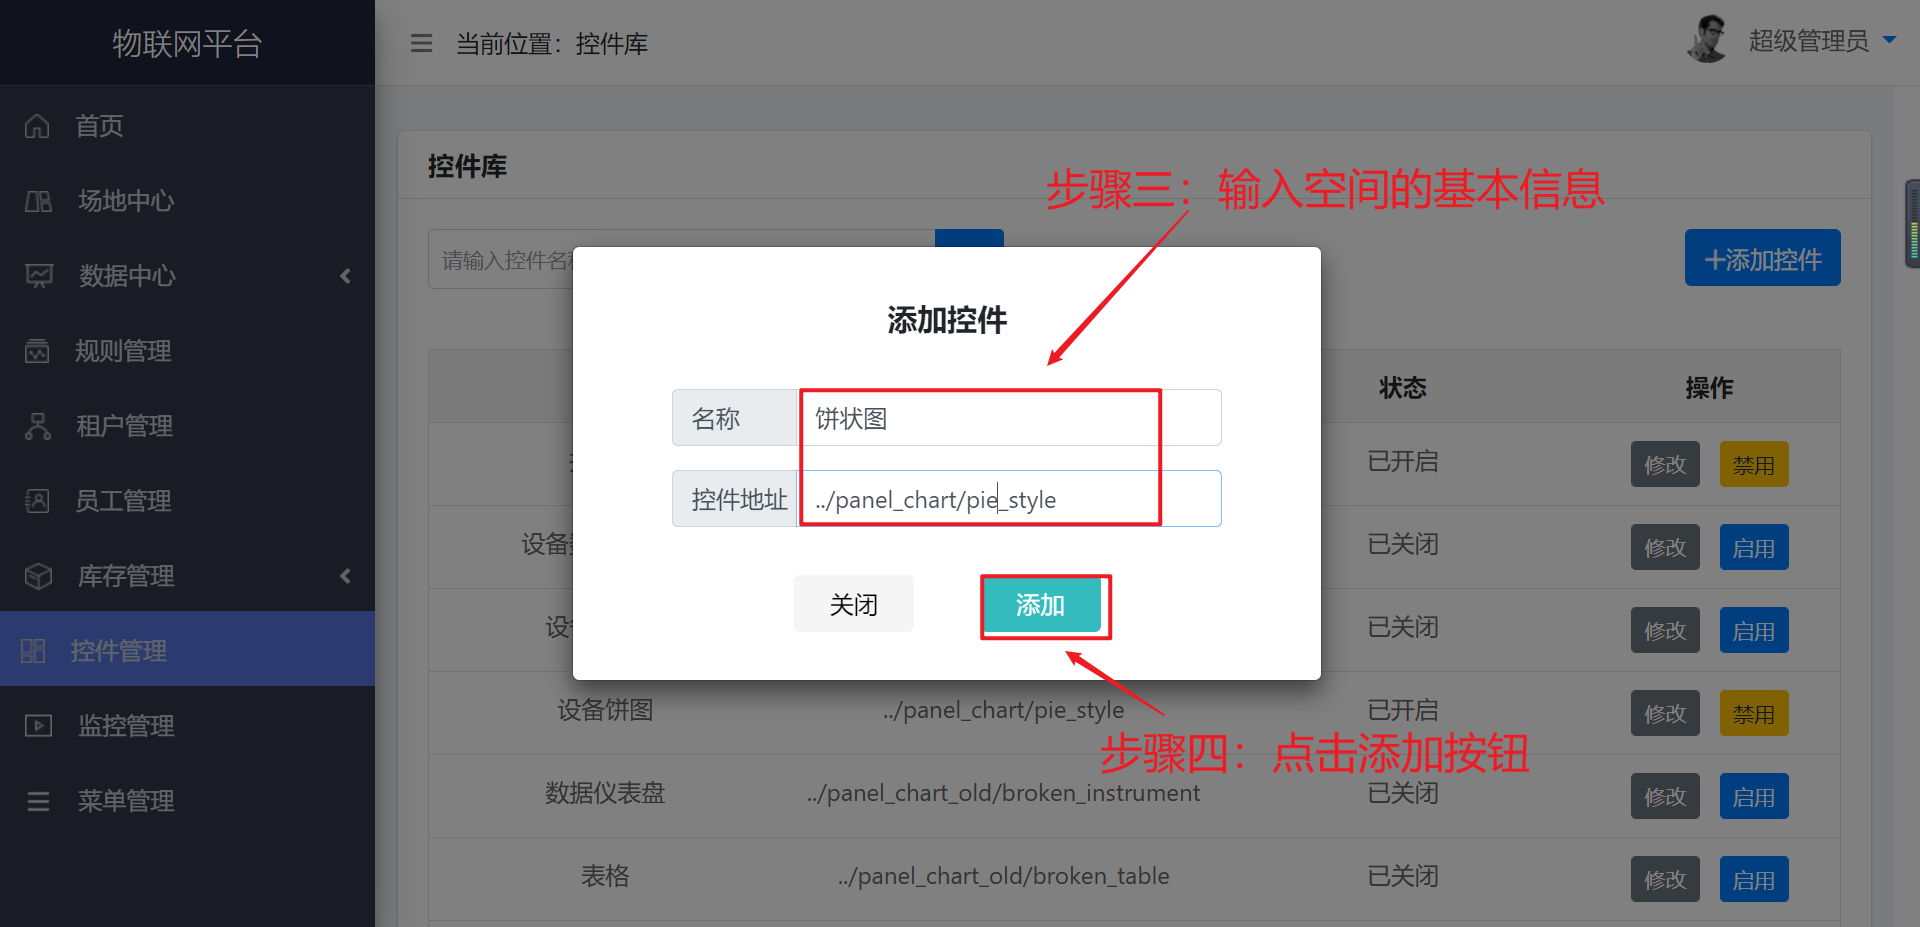 物联网平台
当前位置：控件库
超级管理员
首页
场地中心
数据中心
规则管理
租户管理
员工管理
库存管理
控件管理
监控管理
菜单管理
控件库
步骤三：输入空间的基本信息
请输入控件名
+添加控件
添加控件
名称 饼状图
控件地址 ../panel_chart/pie_style
关闭 添加
状态 操作
已开启 修改 禁用
设备 已关闭 修改 启用
设 已关闭 修改 启用
设备饼图 ../panel_chart/pie_style 已开启 修改 禁用
步骤四：点击添加按钮
数据仪表盘 ../panel_chart_old/broken_instrument 已关闭 修改 启用
表格 ../panel_chart_old/broken_table 已关闭 修改 启用